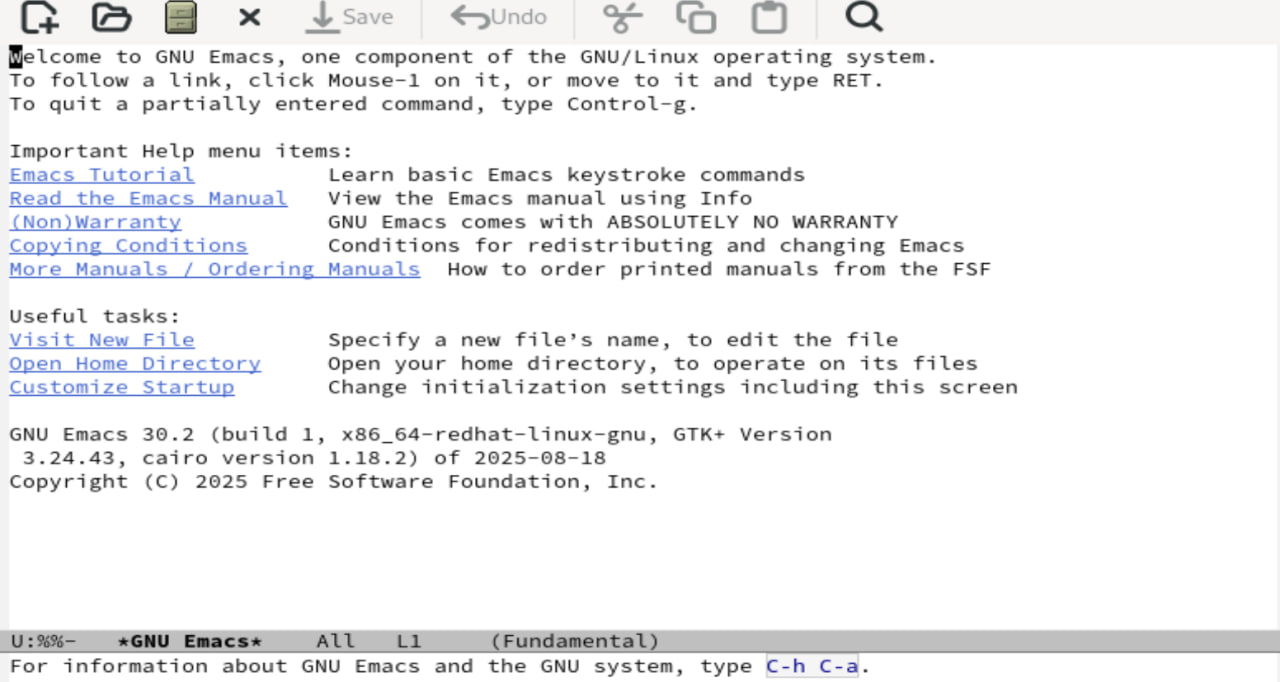 Save Undo
Welcome to GNU Emacs, one component of the GNU/Linux operating system.
To follow a link, click Mouse-1 on it, or move to it and type RET.
To quit a partially entered command, type Control-g.
Important Help menu items:
Emacs Tutorial Learn basic Emacs keystroke commands
Read the Emacs Manual View the Emacs manual using Info
(Non)Warranty GNU Emacs comes with ABSOLUTELY NO WARRANTY
Copying Conditions Conditions for redistributing and changing Emacs
More Manuals / Ordering Manuals How to order printed manuals from the FSF
Useful tasks:
Visit New File Specify a new file’s name, to edit the file
Open Home Directory Open your home directory, to operate on its files
Customize Startup Change initialization settings including this screen
GNU Emacs 30.2 (build 1, x86_64-redhat-linux-gnu, GTK+ Version
3.24.43, cairo version 1.18.2) of 2025-08-18
Copyright (C) 2025 Free Software Foundation, Inc.
U:%%- *GNU Emacs* All L1 (Fundamental)
For information about GNU Emacs and the GNU system, type C-h C-a.